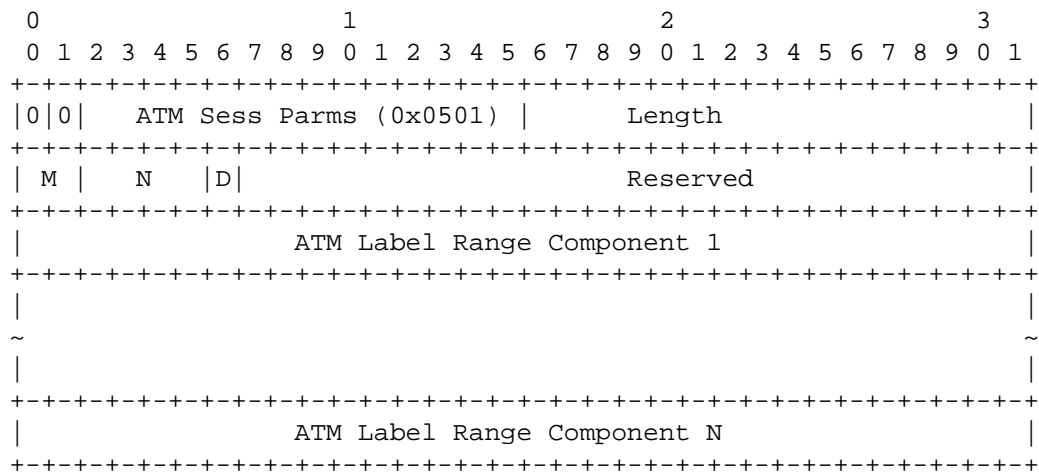 0                   1                   2                   3
 0 1 2 3 4 5 6 7 8 9 0 1 2 3 4 5 6 7 8 9 0 1 2 3 4 5 6 7 8 9 0 1
+-+-+-+-+-+-+-+-+-+-+-+-+-+-+-+-+-+-+-+-+-+-+-+-+-+-+-+-+-+-+-+-+
|0|0|   ATM Sess Parms (0x0501) |      Length                   |
+-+-+-+-+-+-+-+-+-+-+-+-+-+-+-+-+-+-+-+-+-+-+-+-+-+-+-+-+-+-+-+-+
| M |   N   |D|                        Reserved                 |
+-+-+-+-+-+-+-+-+-+-+-+-+-+-+-+-+-+-+-+-+-+-+-+-+-+-+-+-+-+-+-+-+
|                 ATM Label Range Component 1                   |
+-+-+-+-+-+-+-+-+-+-+-+-+-+-+-+-+-+-+-+-+-+-+-+-+-+-+-+-+-+-+-+-+
|                                                               |
~                                                               ~
|                                                               |
+-+-+-+-+-+-+-+-+-+-+-+-+-+-+-+-+-+-+-+-+-+-+-+-+-+-+-+-+-+-+-+-+
|                 ATM Label Range Component N                   |
+-+-+-+-+-+-+-+-+-+-+-+-+-+-+-+-+-+-+-+-+-+-+-+-+-+-+-+-+-+-+-+-+